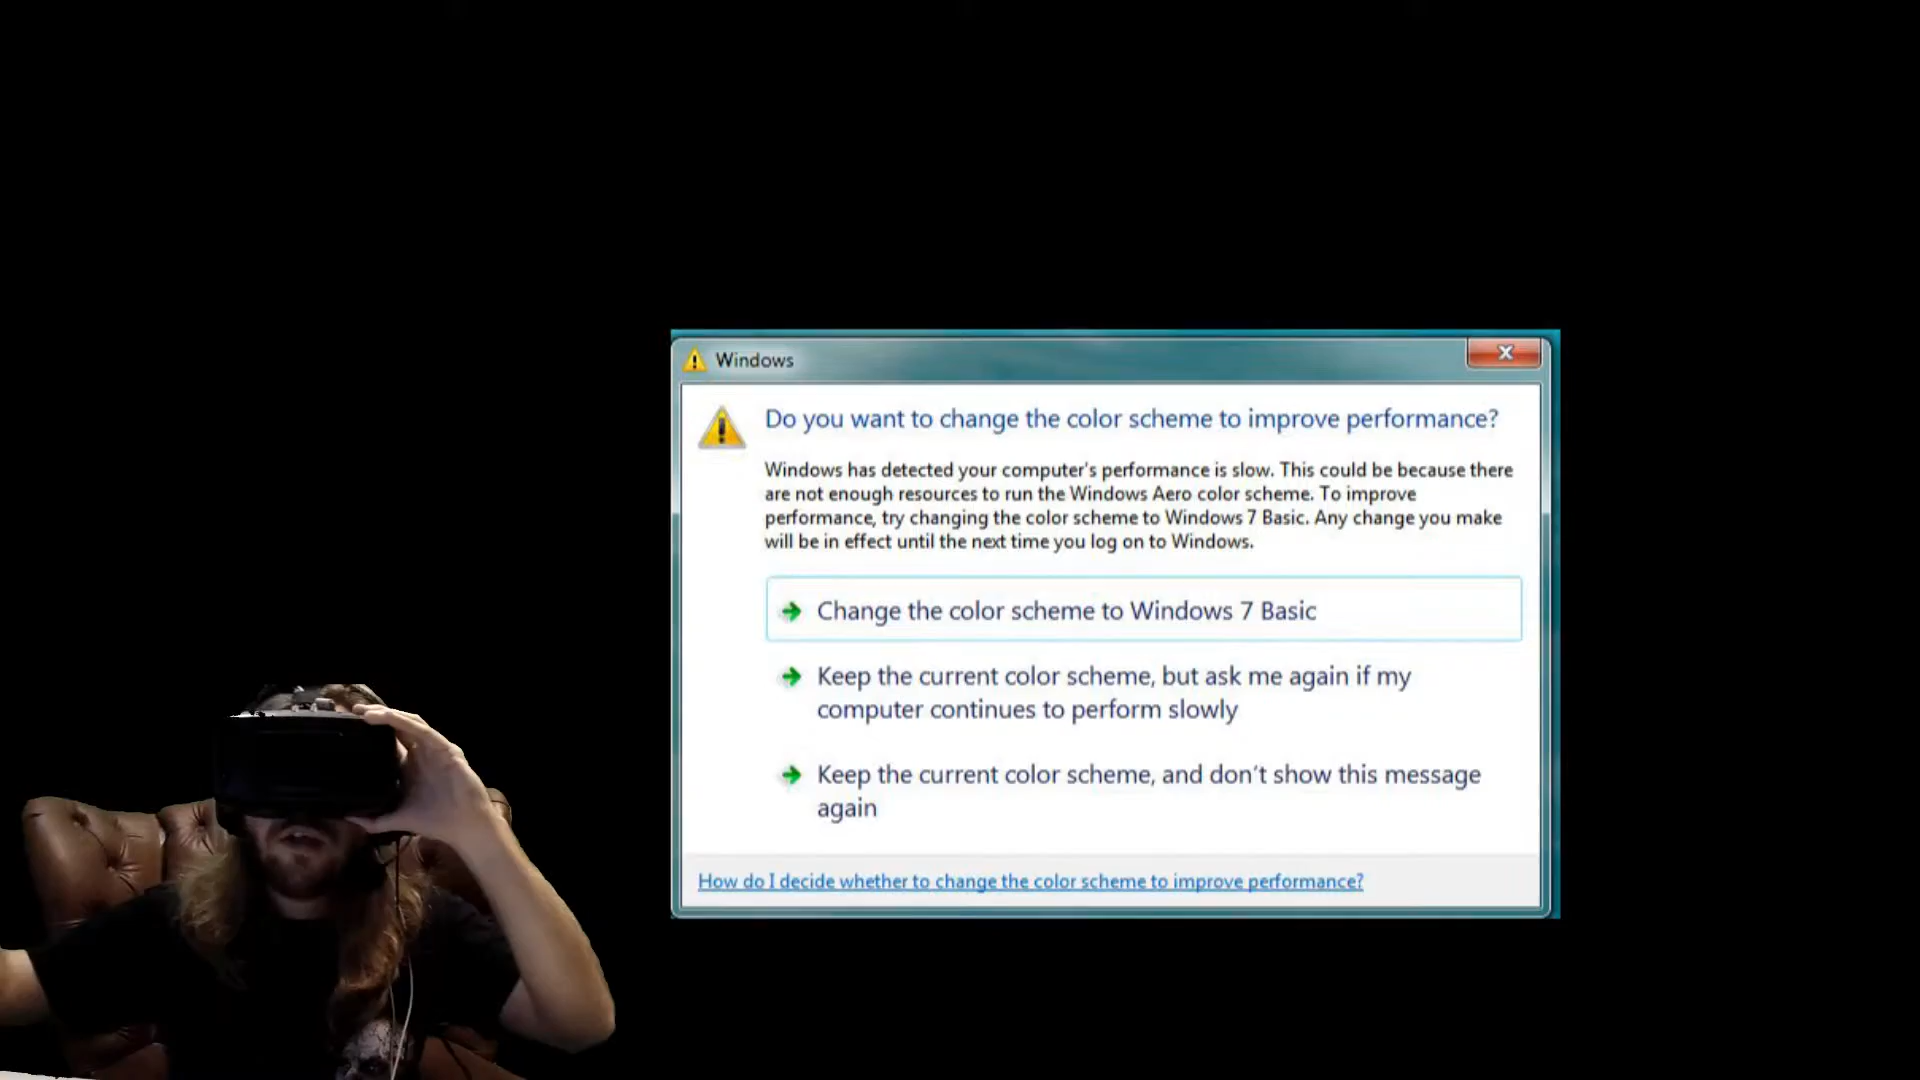 Windows
Do you want to change the color scheme to improve performance?
Windows has detected your computer's performance is slow. This could be because there
are not enough resources to run the Windows Aero color scheme. To improve
performance, try changing the color scheme to Windows 7 Basic. Any change you make
will be in effect until the next time you log on to Windows.
Change the color scheme to Windows 7 Basic
Keep the current color scheme, but ask me again if my
computer continues to perform slowly
Keep the current color scheme, and don't show this message
again
How do I decide whether to change the color scheme to improve performance?